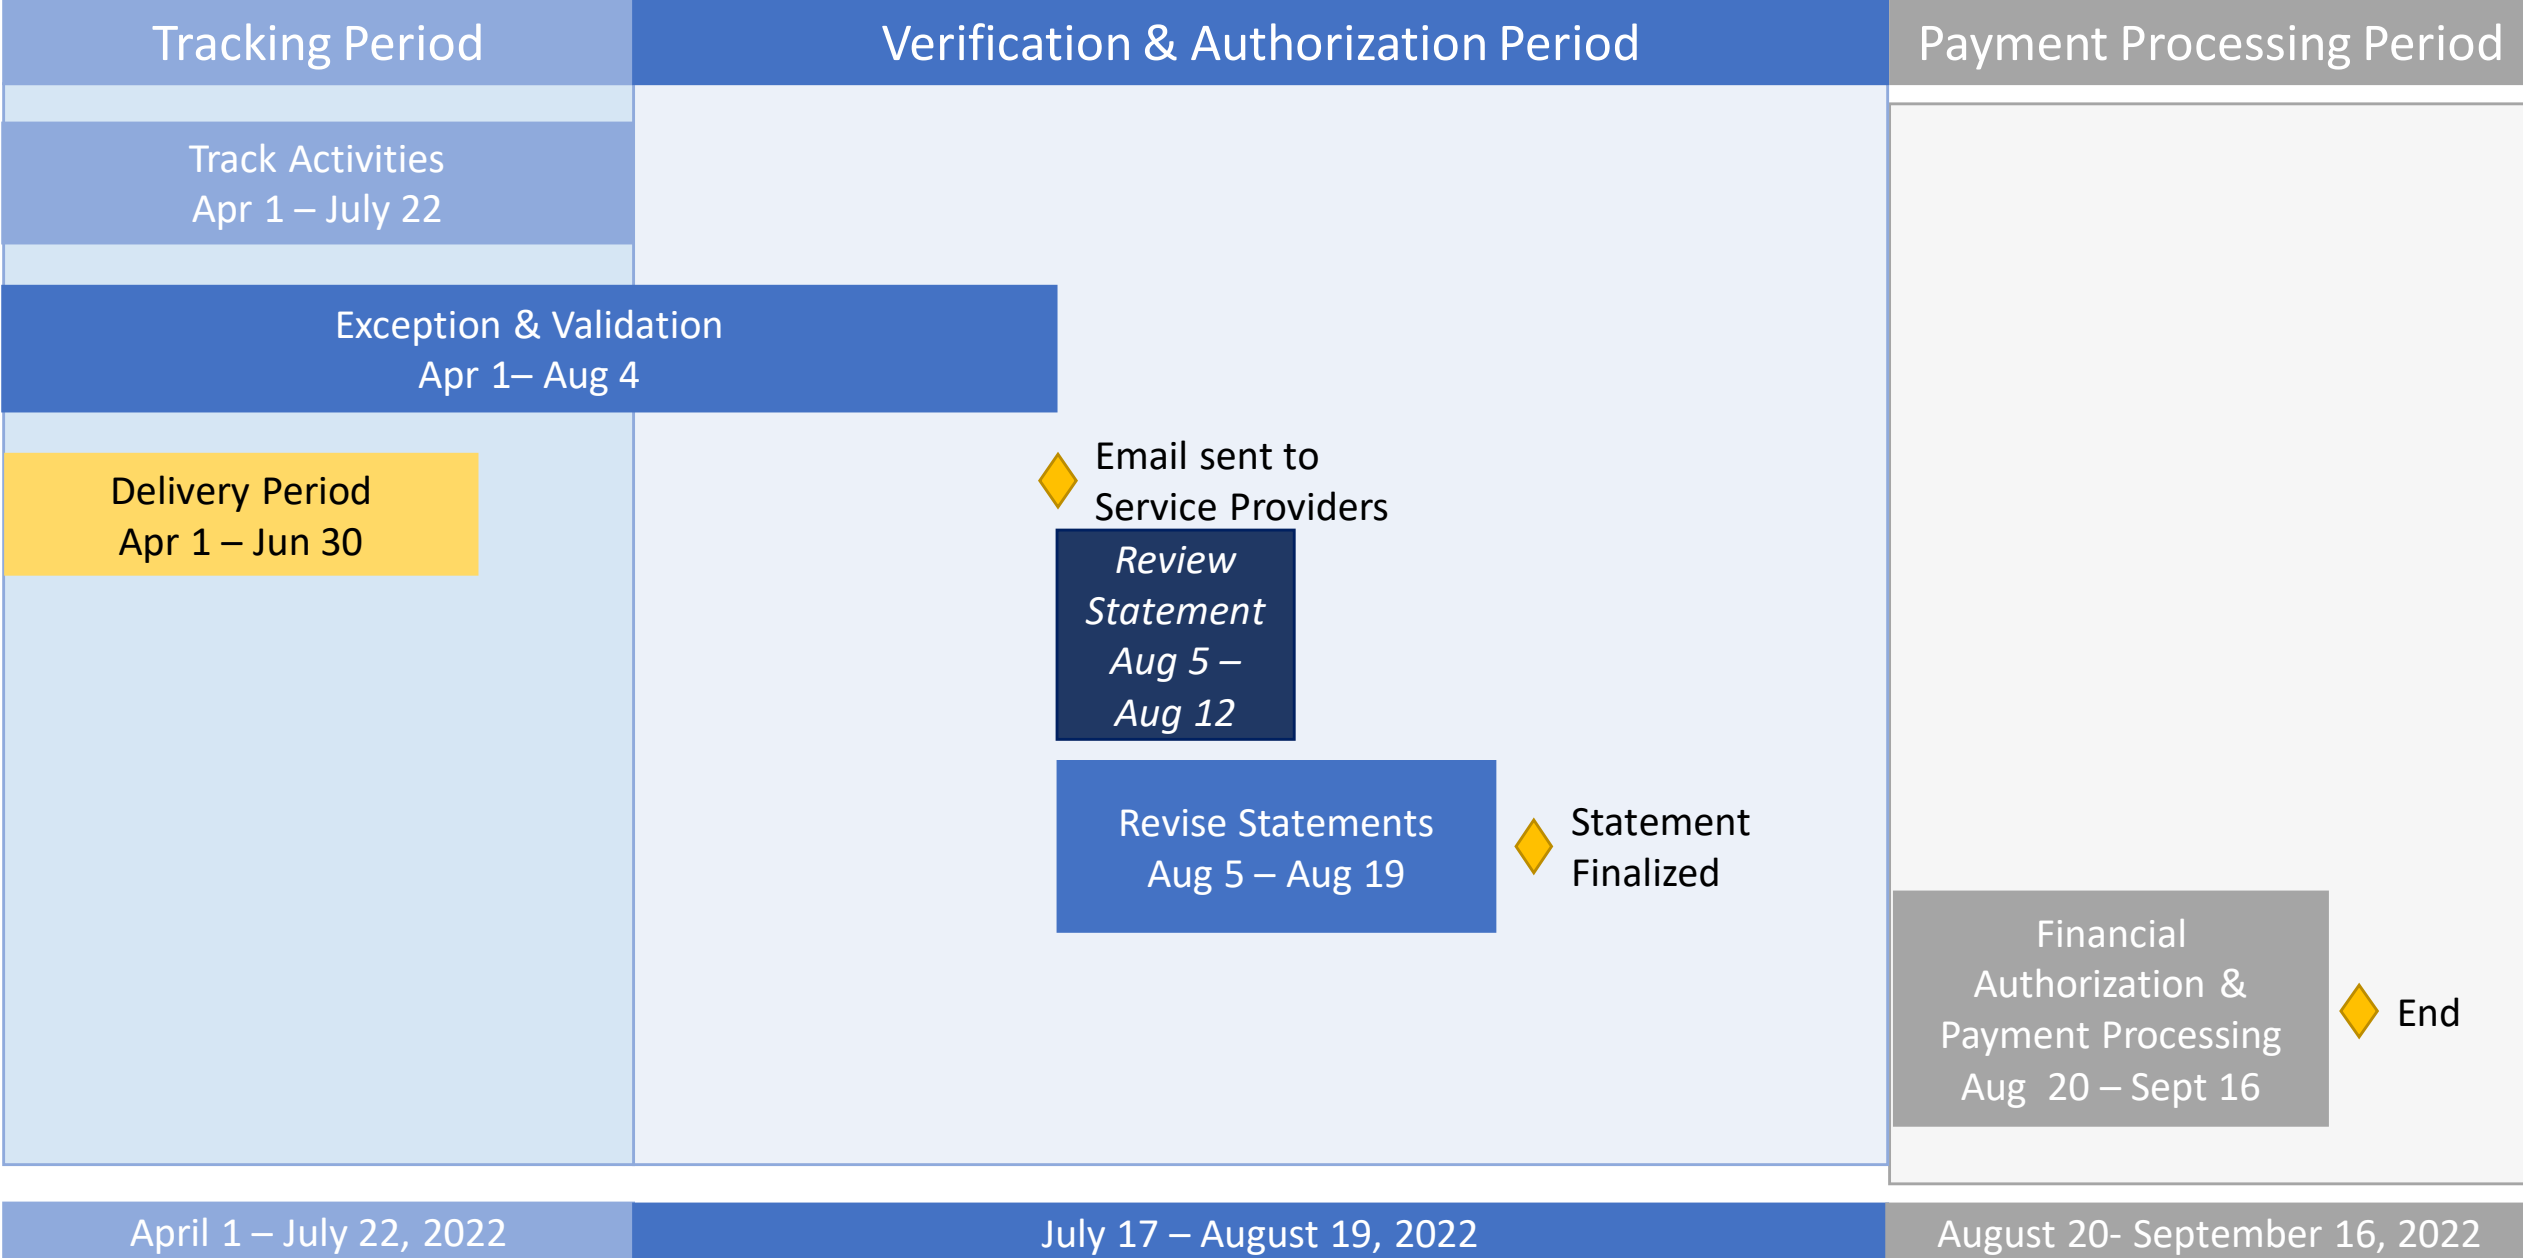 Tracking Period
Verification & Authorization Period
Payment Processing Period
Track Activities
Apr 1 – July 22
Exception & Validation
Apr 1– Aug 4
Delivery Period
Apr 1 – Jun 30
Email sent to
Service Providers
Review
Statement
Aug 5 –
Aug 12
Revise Statements
Aug 5 – Aug 19
Statement
Finalized
Financial
Authorization &
Payment Processing
Aug  20 – Sept 16
End
April 1 – July 22, 2022
July 17 – August 19, 2022
August 20- September 16, 2022